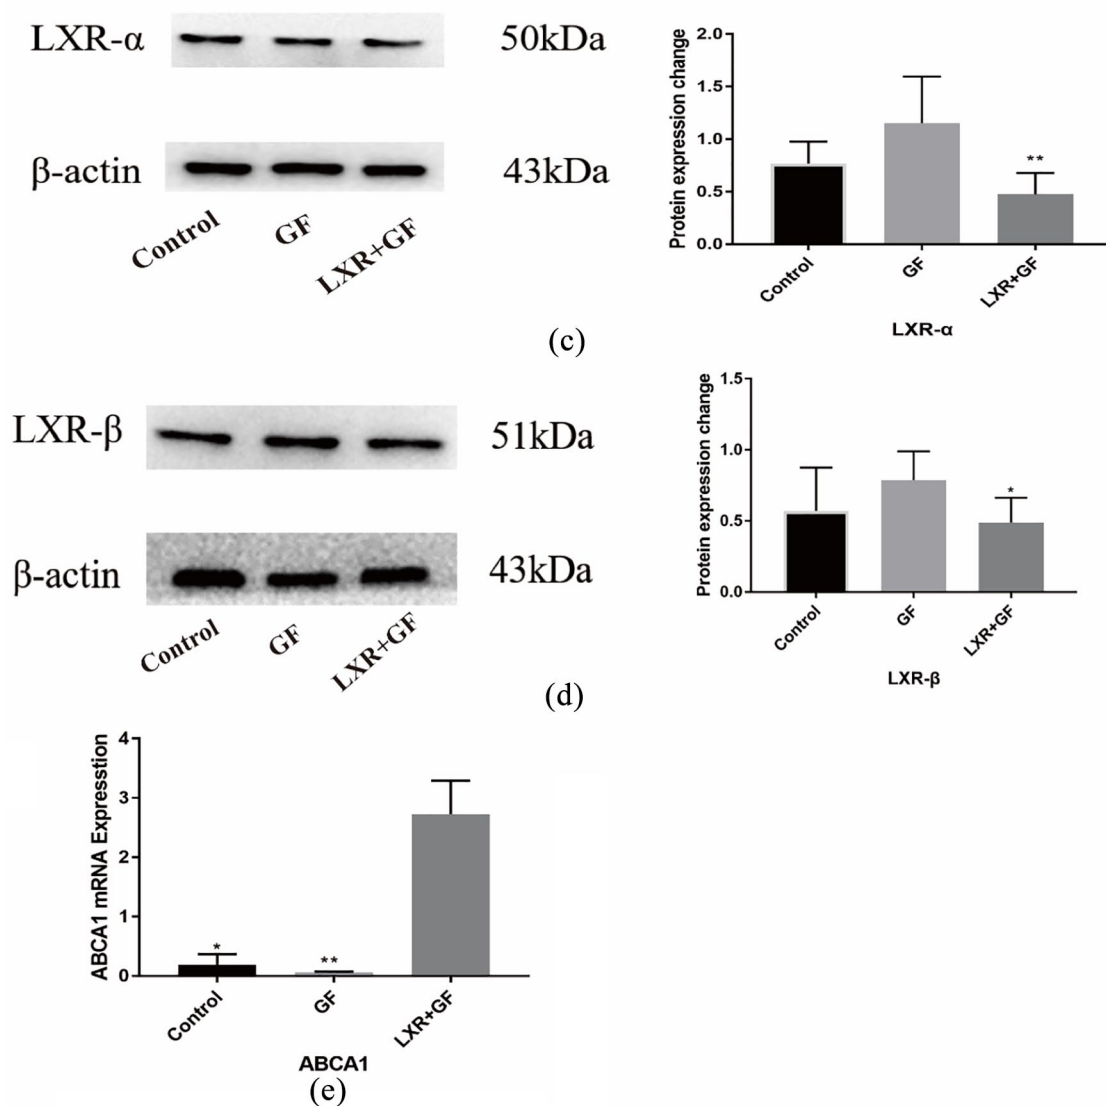 LXR-α
50kDa
β-actin
43kDa
Control
GF
LXR+GF
Protein expression change
2.0
1.5
1.0
0.5
0.0
**
Control
GF
LXR+GF
LXR-α
(c)
LXR-β
51kDa
β-actin
43kDa
Control
GF
LXR+GF
Protein expression change
1.5
1.0
0.5
0.0
*
Control
GF
LXR+GF
LXR-β
(d)
ABCA1 mRNA Expresstion
4
3
2
1
0
*
**
Control
GF
LXR+GF
ABCA1
(e)